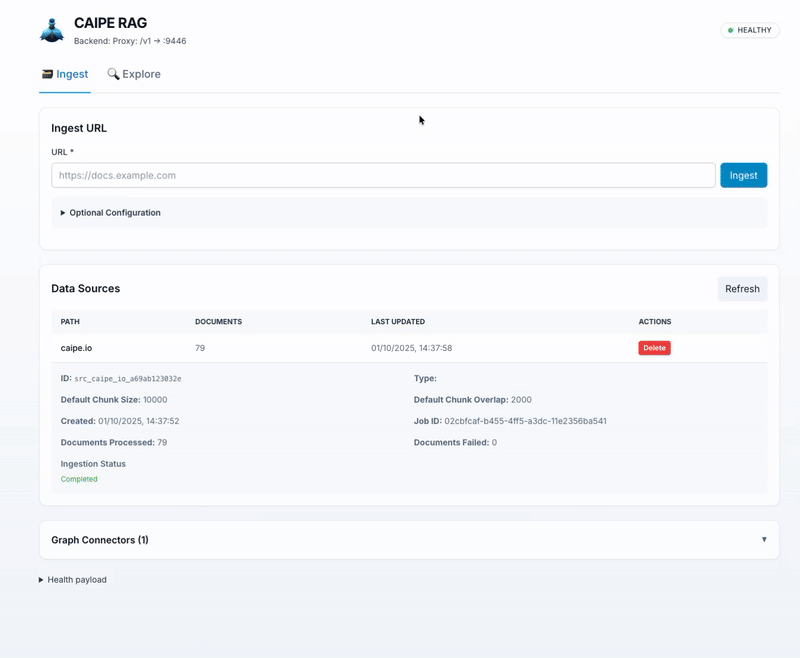 CAIPE RAG
Backend: Proxy: /v1 → :9446
HEALTHY
Ingest
Explore
Ingest URL
URL *
https://docs.example.com
Ingest
▶ Optional Configuration
Data Sources
Refresh
PATH DOCUMENTS LAST UPDATED ACTIONS
caipe.io 79 01/10/2025, 14:37:58 Delete
ID: src_caipe_io_a69ab123032e Type:
Default Chunk Size: 10000 Default Chunk Overlap: 2000
Created: 01/10/2025, 14:37:52 Job ID: 02cbfcaf-b455-4ff5-a3dc-11e2356ba541
Documents Processed: 79 Documents Failed: 0
Ingestion Status
Completed
Graph Connectors (1) ▼
▶ Health payload